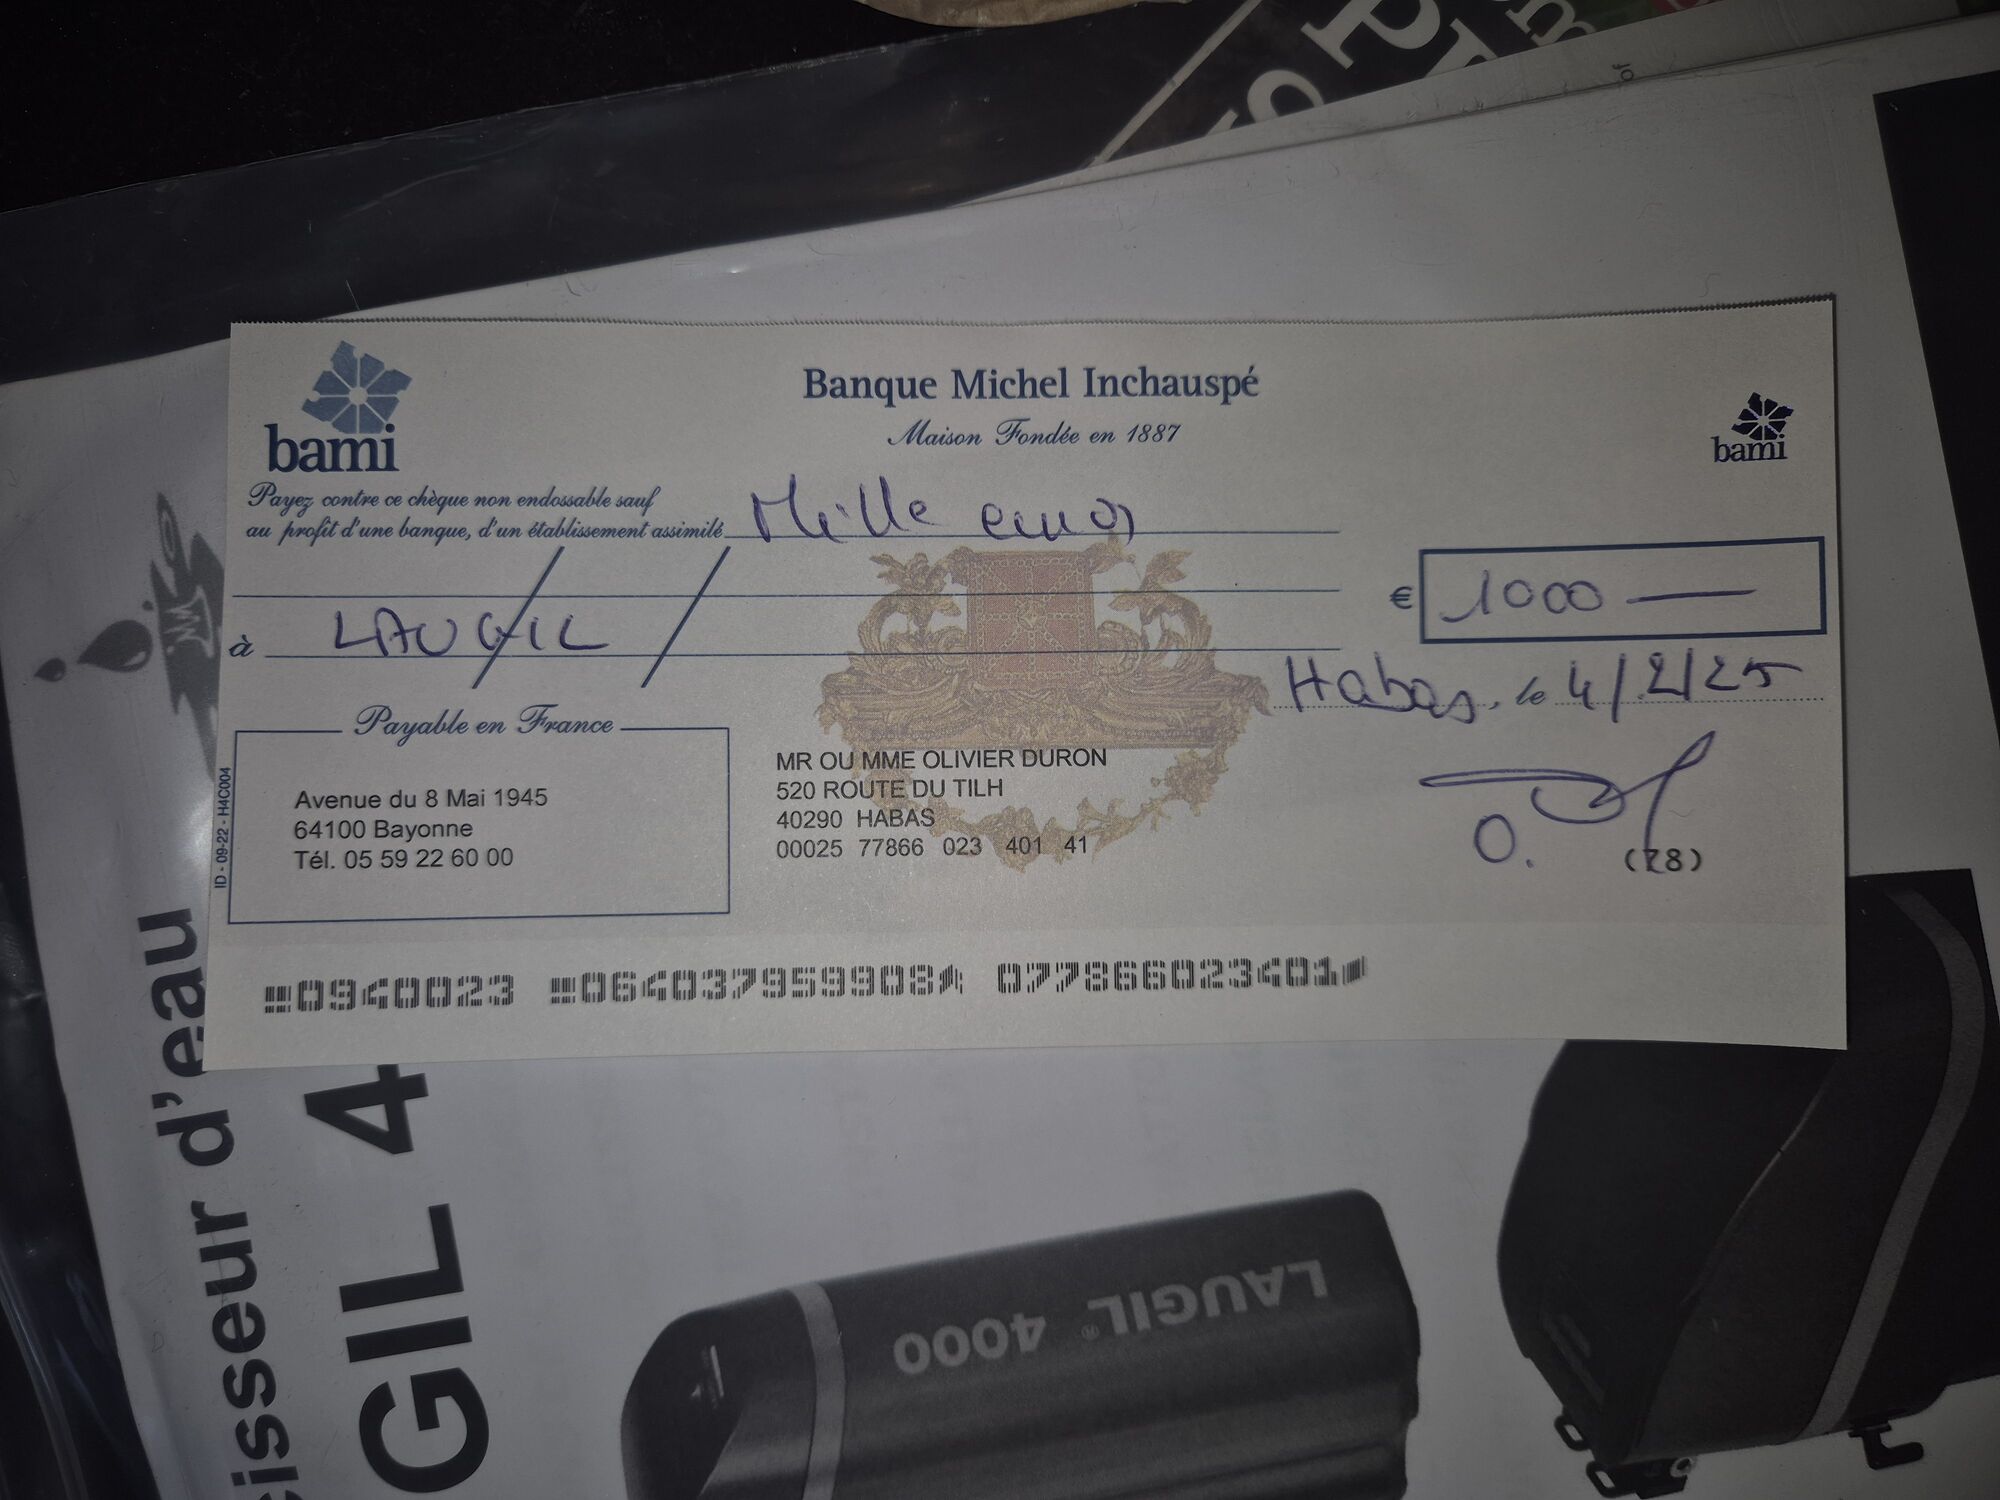 bami
Banque Michel Inchauspé
Maison Fondée en 1887
bami
Payez contre ce chèque non endossable sauf
au profit d'une banque, d'un établissement assimilé Mille euros
€ 1000
à LAUGIL
Habas, le 4/2/25
Payable en France
Avenue du 8 Mai 1945
64100 Bayonne
Tél. 05 59 22 60 00
ID - 09-22 - H4C004
MR OU MME OLIVIER DURON
520 ROUTE DU TILH
40290 HABAS
00025 77866 023 401 41
O.
(78)
0940023 064037959908 077866023401
cisseur d'eau
GIL 4
LAUGIL® 4000